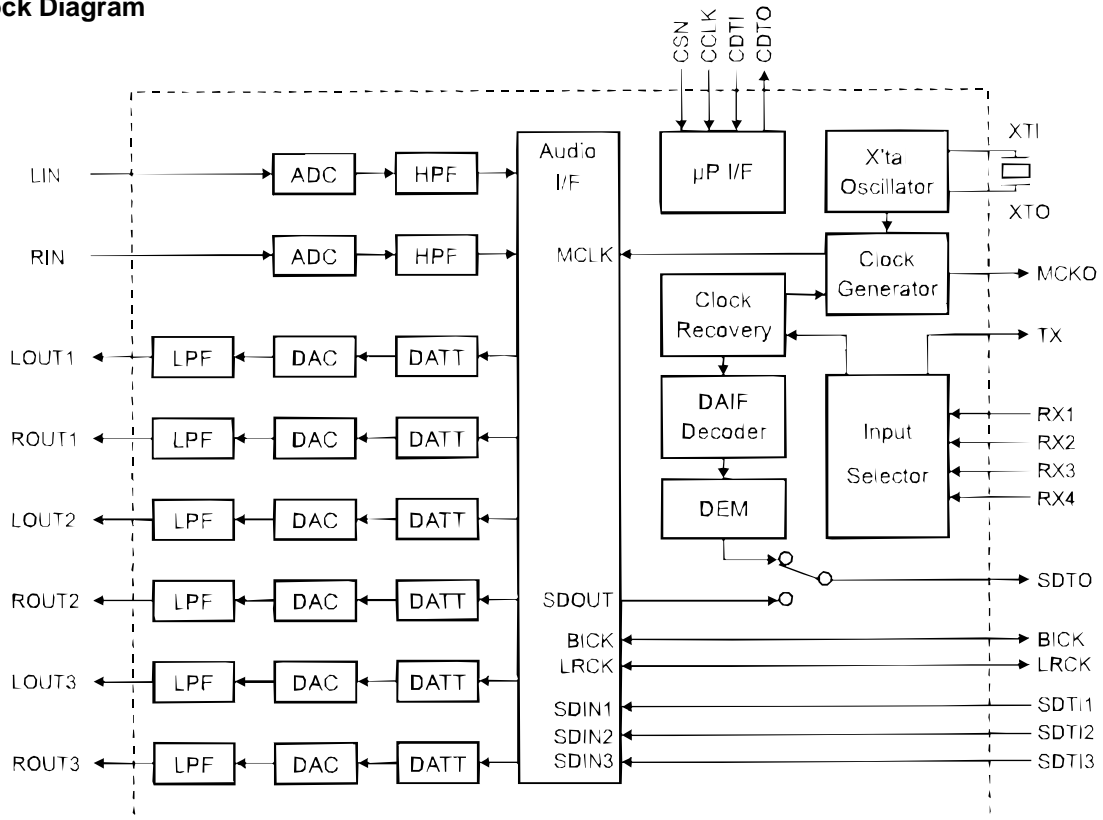 ock Diagram
CSN
CCLK
CDTI
CDTO
XTI
XTO
LIN
ADC
HPF
Audio
I/F
µP I/F
X'ta
Oscillator
RIN
ADC
HPF
MCLK
Clock
Generator
MCKO
Clock
Recovery
TX
LOUT1
LPF
DAC
DATT
DAIF
Decoder
Input
Selector
RX1
RX2
RX3
RX4
ROUT1
LPF
DAC
DATT
DEM
LOUT2
LPF
DAC
DATT
SDTO
ROUT2
LPF
DAC
DATT
SDOUT
BICK
BICK
LRCK
LRCK
LOUT3
LPF
DAC
DATT
SDIN1
SDTI1
SDIN2
SDTI2
SDIN3
SDTI3
ROUT3
LPF
DAC
DATT